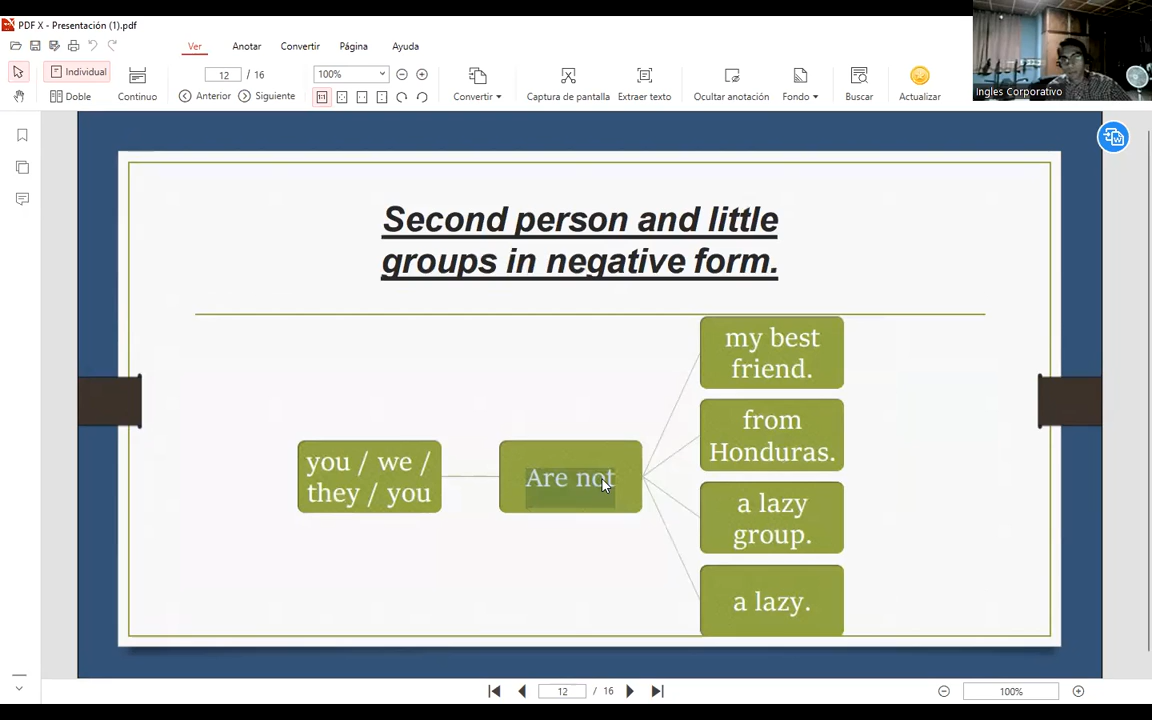 PDF X - Presentación (1).pdf
Ver Anotar Convertir Página Ayuda
Individual
Doble
Continuo
12 / 16
Anterior Siguiente
100%
Convertir
Captura de pantalla
Extraer texto
Ocultar anotación
Fondo
Buscar
Actualizar
Ingles Corporativo
Second person and little
groups in negative form.
you / we /
they / you
Are not
my best
friend.
from
Honduras.
a lazy
group.
a lazy.
12 / 16
100%